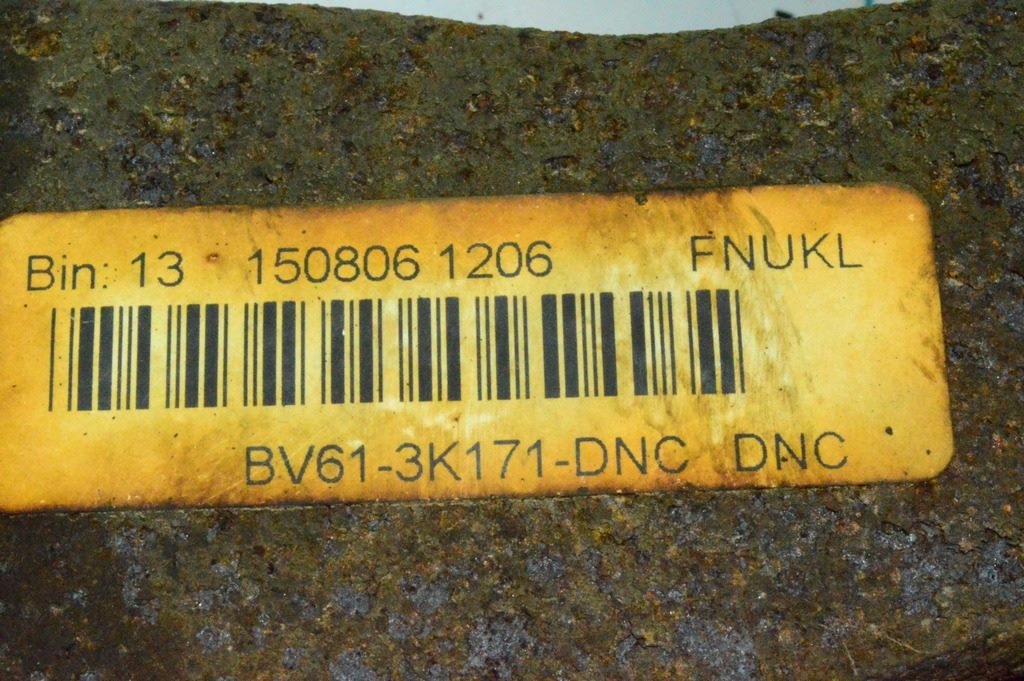 Bin: 13 150806 1206 FNUKL
BV61-3K171-DNC DNC